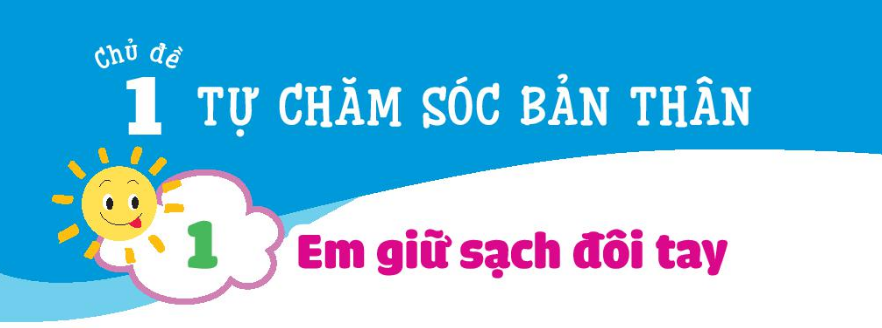 Chủ đề
1 TỰ CHĂM SÓC BẢN THÂN
1 Em giữ sạch đôi tay